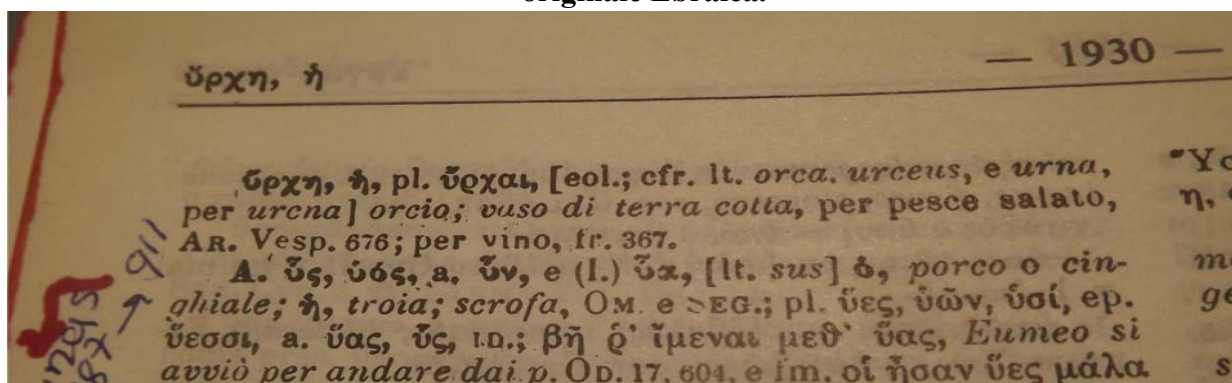 originale Ebraica.
ὕρχη, ἡ
— 1930 —
ὕρχη, ἡ, pl. ὕρχαι, [eol.; cfr. lt. orca. urceus, e urna,
per urcna] orcio; vaso di terra cotta, per pesce salato,
AR. Vesp. 676; per vino, fr. 367.
A. ὗς, ὑός, a. ὗν, e (I.) ὗα, [lt. sus] ὁ, porco o cin-
ghiale; ἡ, troia; scrofa, OM. e SEG.; pl. ὕες, ὑῶν, ὑσί, ep.
ὕεσσι, a. ὕας, ὗς, ID.; βῆ ῥ' ἴμεναι μεθ' ὕας, Eumeo si
avviò per andare dai p. OD. 17, 604, e fm. οἱ ἦσαν ὕες μάλα
η,
911